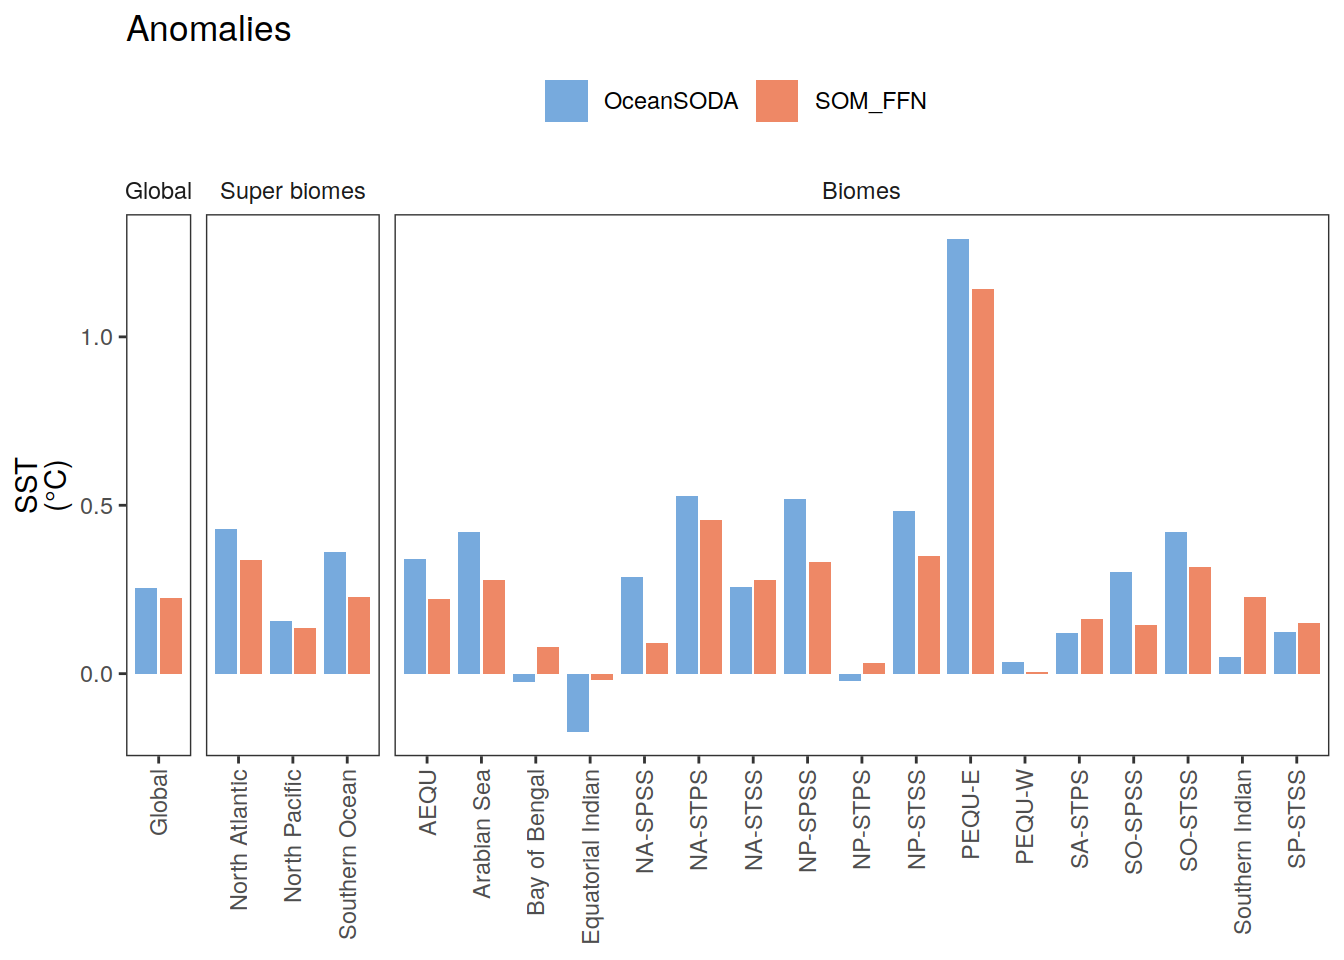 Anomalies
OceanSODA
SOM_FFN
Global
Super biomes
Biomes
SST
(°C)
1.0
0.5
0.0
Global
North Atlantic
North Pacific
Southern Ocean
AEQU
Arabian Sea
Bay of Bengal
Equatorial Indian
NA-SPSS
NA-STPS
NA-STSS
NP-SPSS
NP-STPS
NP-STSS
PEQU-E
PEQU-W
SA-STPS
SO-SPSS
SO-STSS
Southern Indian
SP-STSS